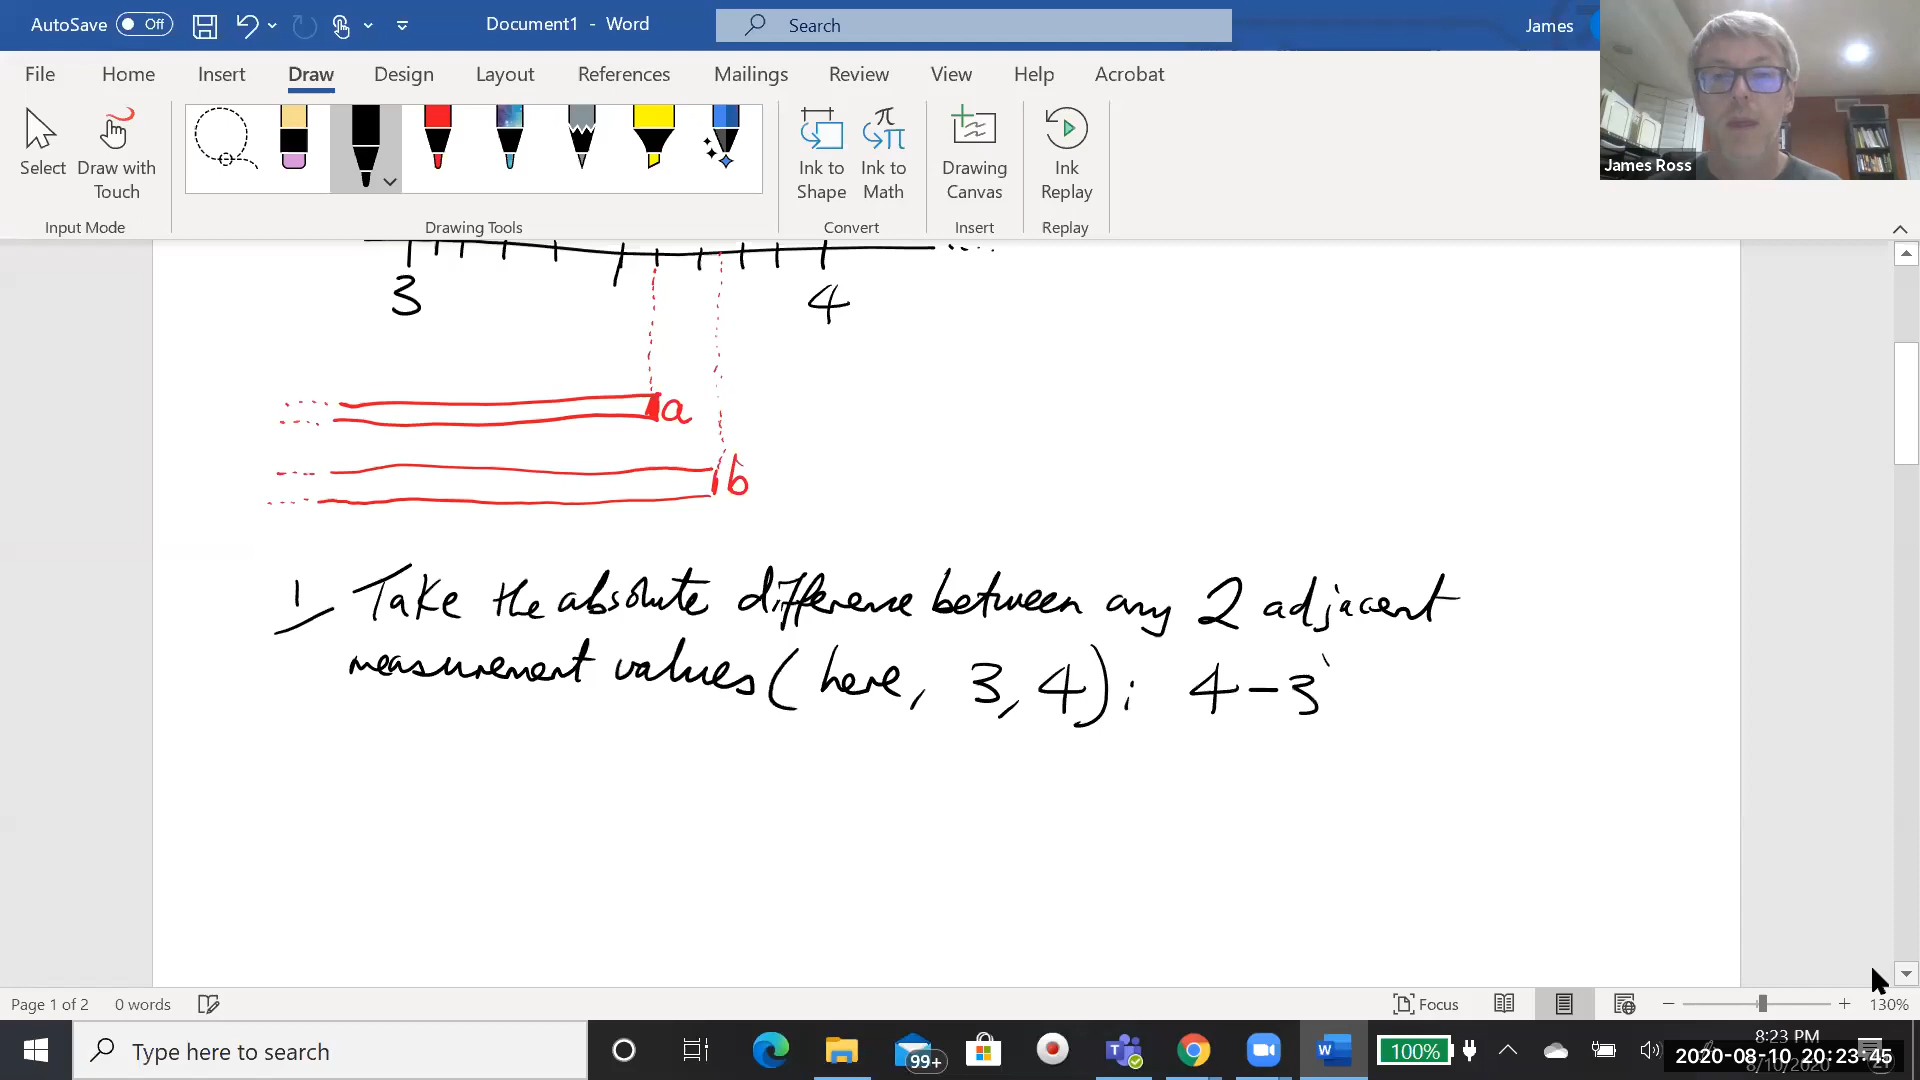 AutoSave Off Document1 - Word Search James
File Home Insert Draw Design Layout References Mailings Review View Help Acrobat
Select Draw with Touch Ink to Shape Ink to Math Drawing Canvas Ink Replay
Input Mode Drawing Tools Convert Insert Replay
James Ross
3 4
a
b
1 Take the absolute difference between any 2 adjacent
measurement values (here, 3, 4): 4-3
Page 1 of 2 0 words Focus 130%
Type here to search 99+ 100% 8:23 PM
2020-08-10 20:23:45
8/10/2020 21